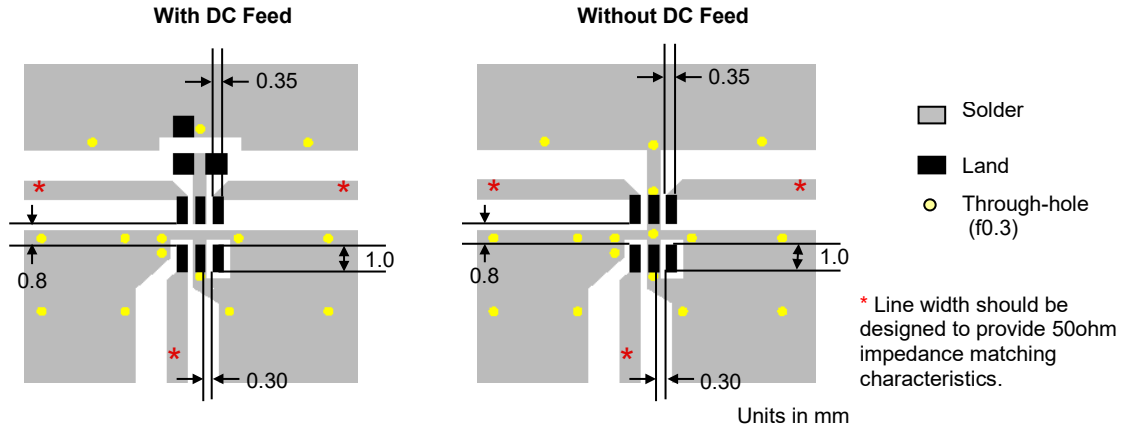 With DC Feed
Without DC Feed
0.35
0.35
Solder
Land
Through-hole
(f0.3)
*
*
*
*
0.8
1.0
0.8
1.0
* Line width should be
designed to provide 50ohm
impedance matching
characteristics.
*
*
0.30
0.30
Units in mm